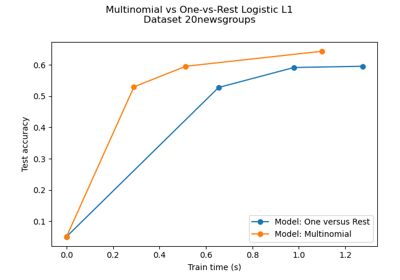 Multinomial vs One-vs-Rest Logistic L1
Dataset 20newsgroups
0.6
0.5
0.4
0.3
0.2
0.1
Test accuracy
Model: One versus Rest
Model: Multinomial
0.0 0.2 0.4 0.6 0.8 1.0 1.2
Train time (s)